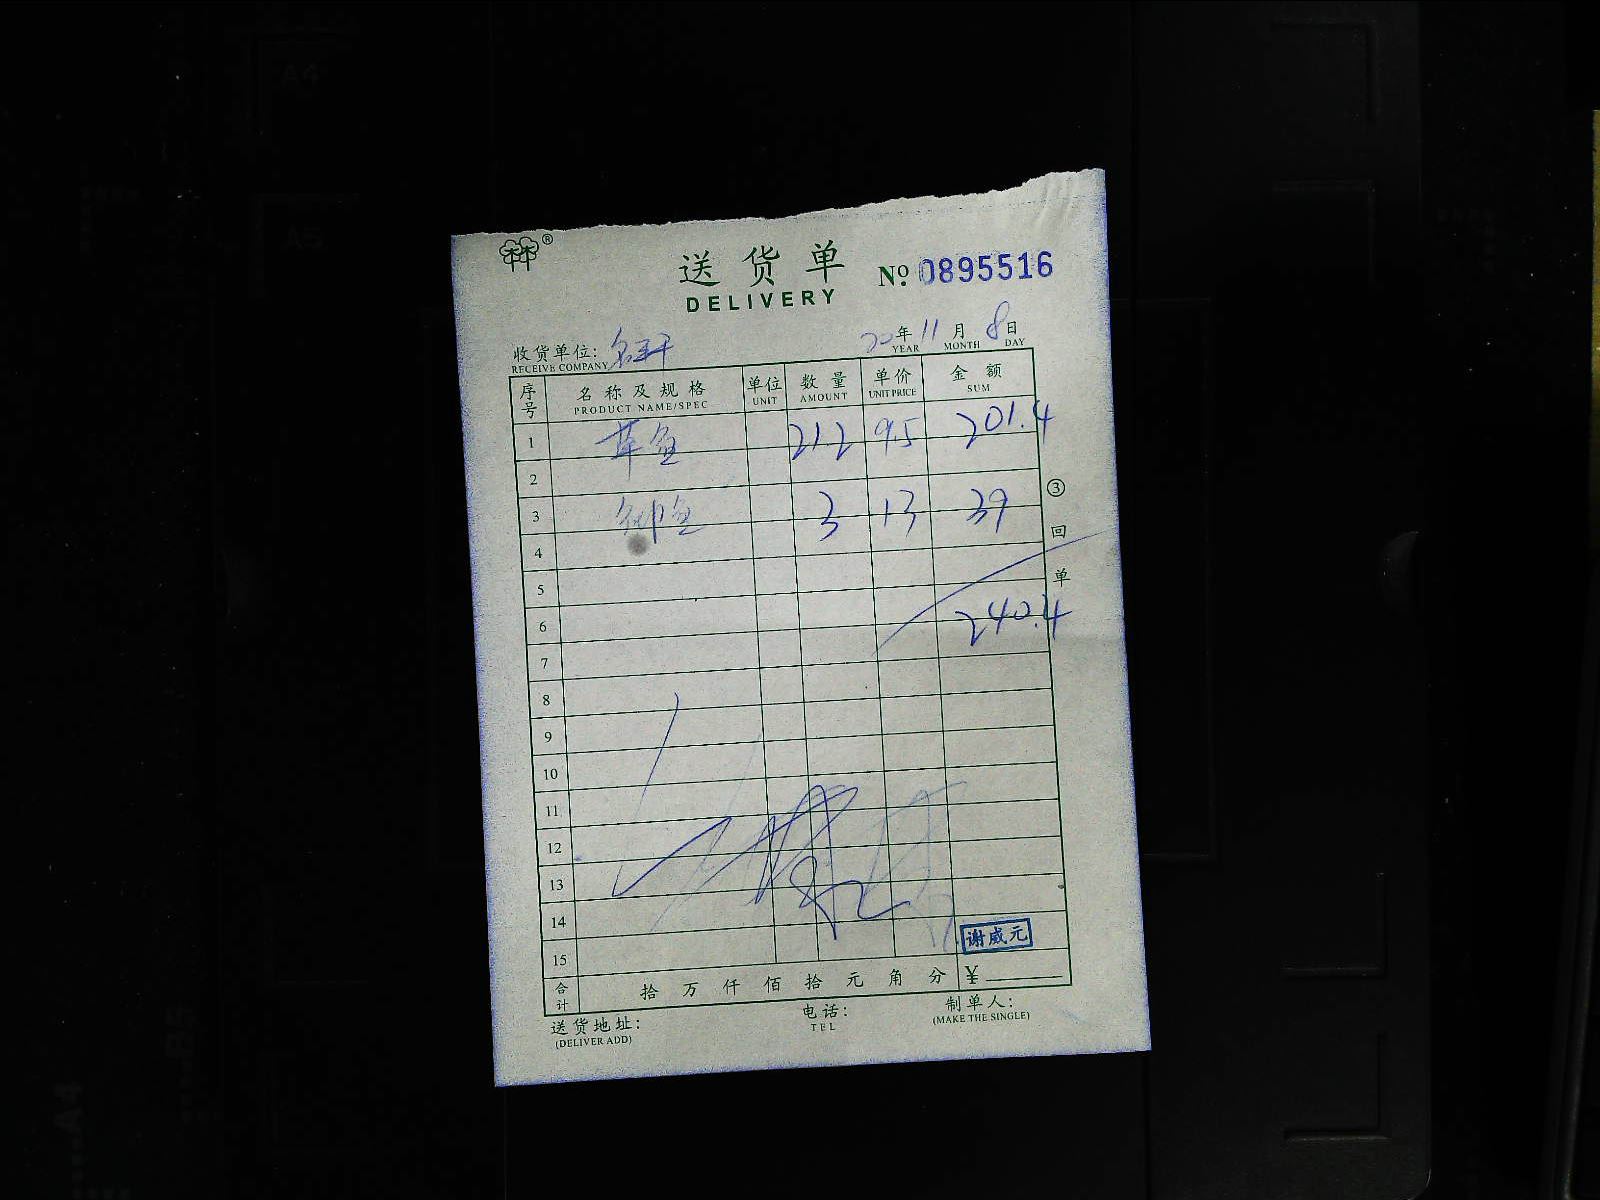 送货单
DELIVERY
№ 0895516
20年11月8日
YEAR MONTH DAY
收货单位:
RECEIVE COMPANY
序号 名称及规格 单位 数量 单价 金额
PRODUCT NAME/SPEC UNIT AMOUNT UNIT PRICE SUM
1 草鱼 21.2 9.5 201.4
2
3 鱼 3 13 39
4
5
6 240.4
7
8
9
10
11
12
13
14
谢威元
15
合计 拾万仟佰拾元角分 ¥
③回单
送货地址: 电话: 制单人:
(DELIVER ADD) TEL (MAKE THE SINGLE)